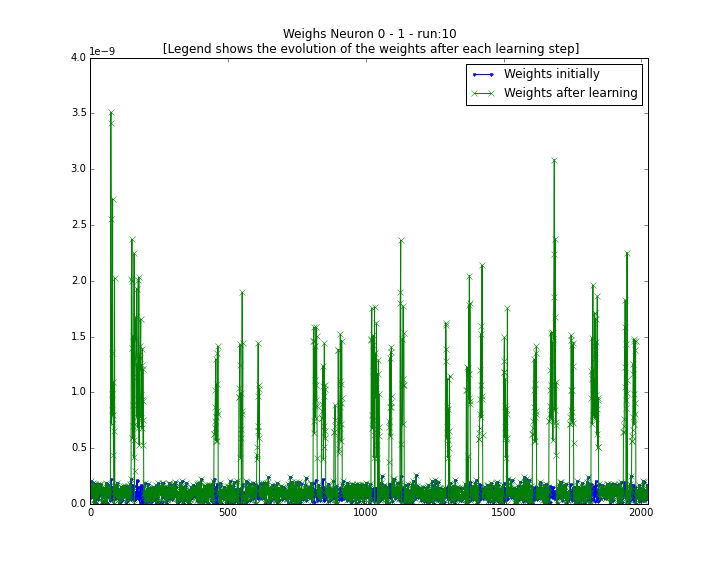 Weighs Neuron 0 - 1 - run:10
[Legend shows the evolution of the weights after each learning step]
1e−9
Weights initially
Weights after learning
4.0
3.5
3.0
2.5
2.0
1.5
1.0
0.5
0.0
0
500
1000
1500
2000